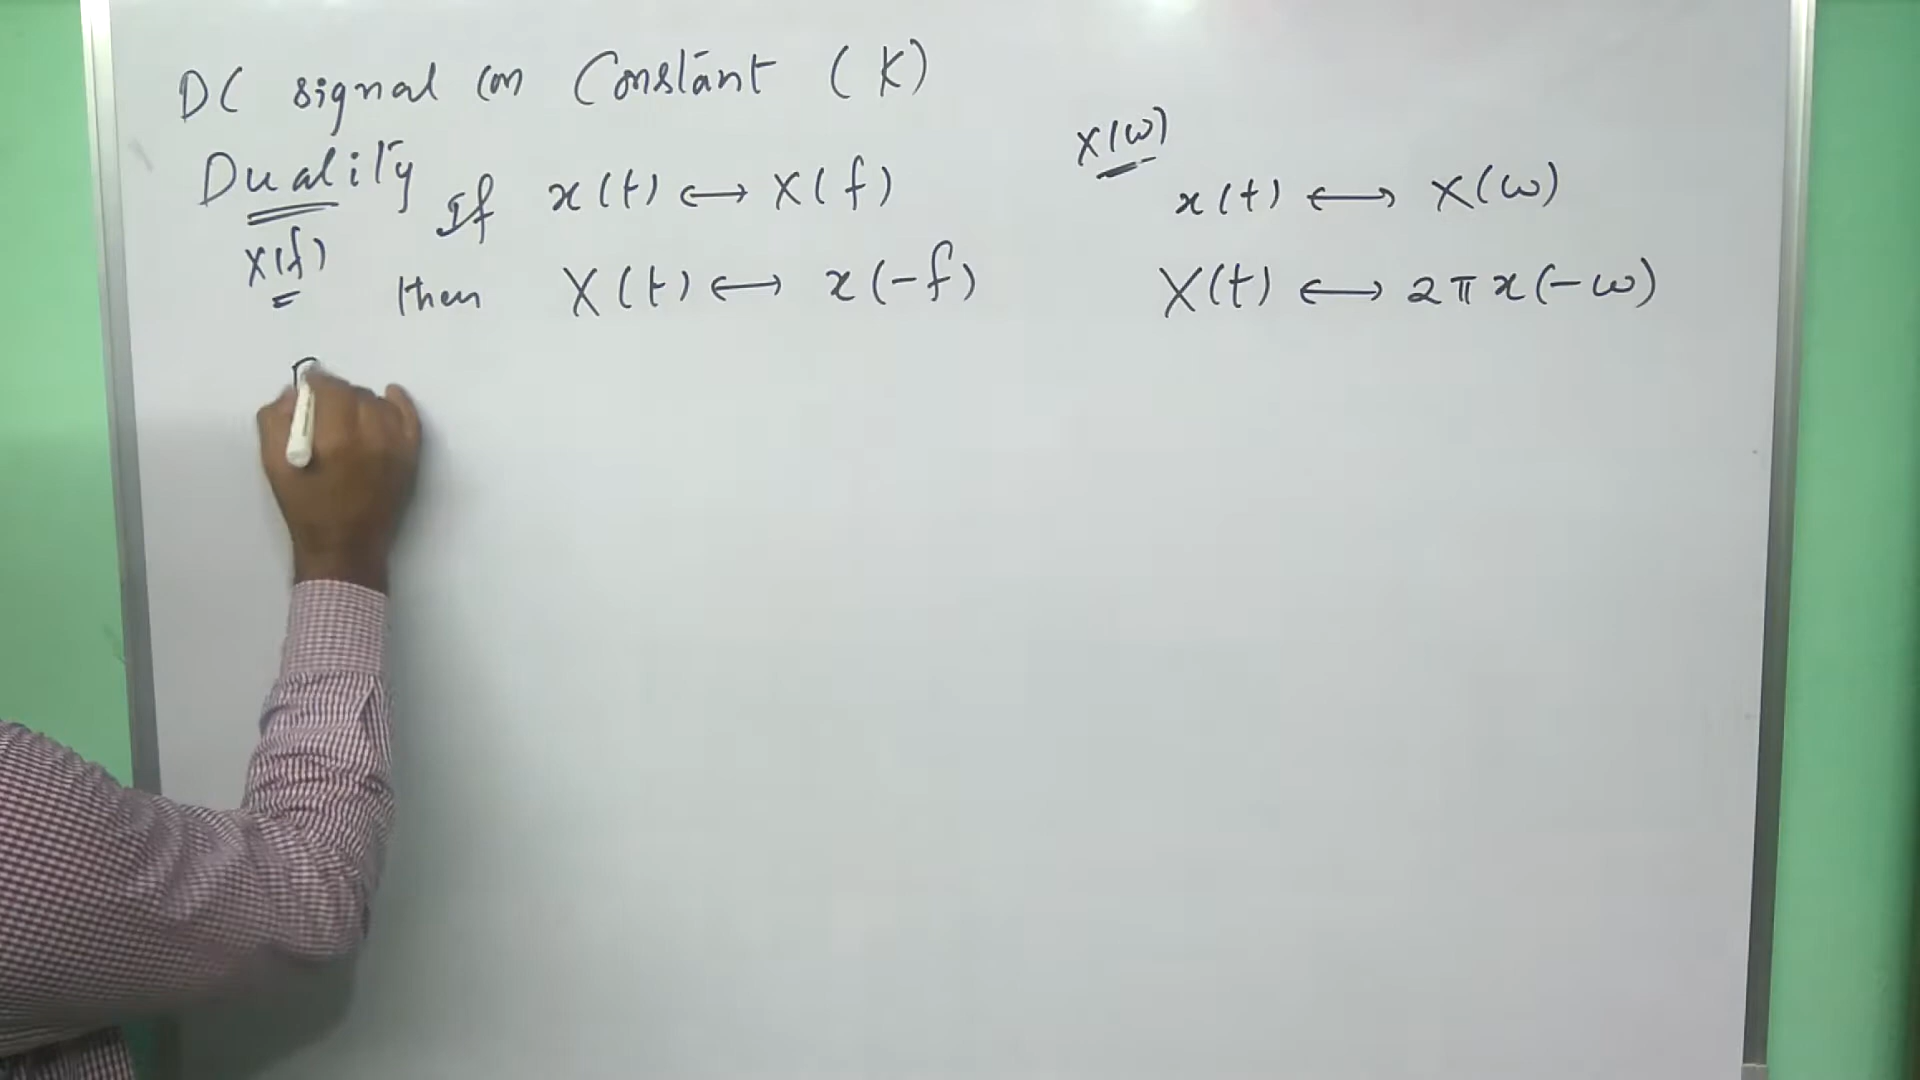 DC signal or Constant (K)
Duality If x(t) ↔ X(f)
X(f) then X(t) ↔ x(-f)
X(ω)
x(t) ↔ X(ω)
X(t) ↔ 2π x(-ω)